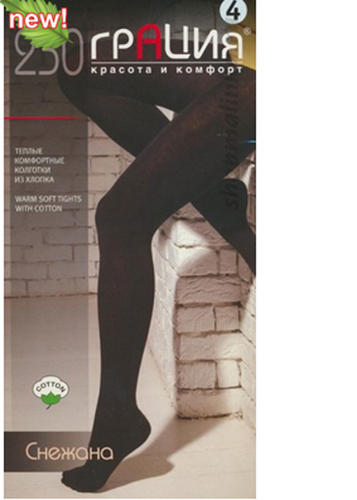 new!
4
250
ГРАЦИЯ®
красота и комфорт
ТЕПЛЫЕ
КОМФОРТНЫЕ
КОЛГОТКИ
ИЗ ХЛОПКА
WARM SOFT TIGHTS
WITH COTTON
COTTON
Снежана